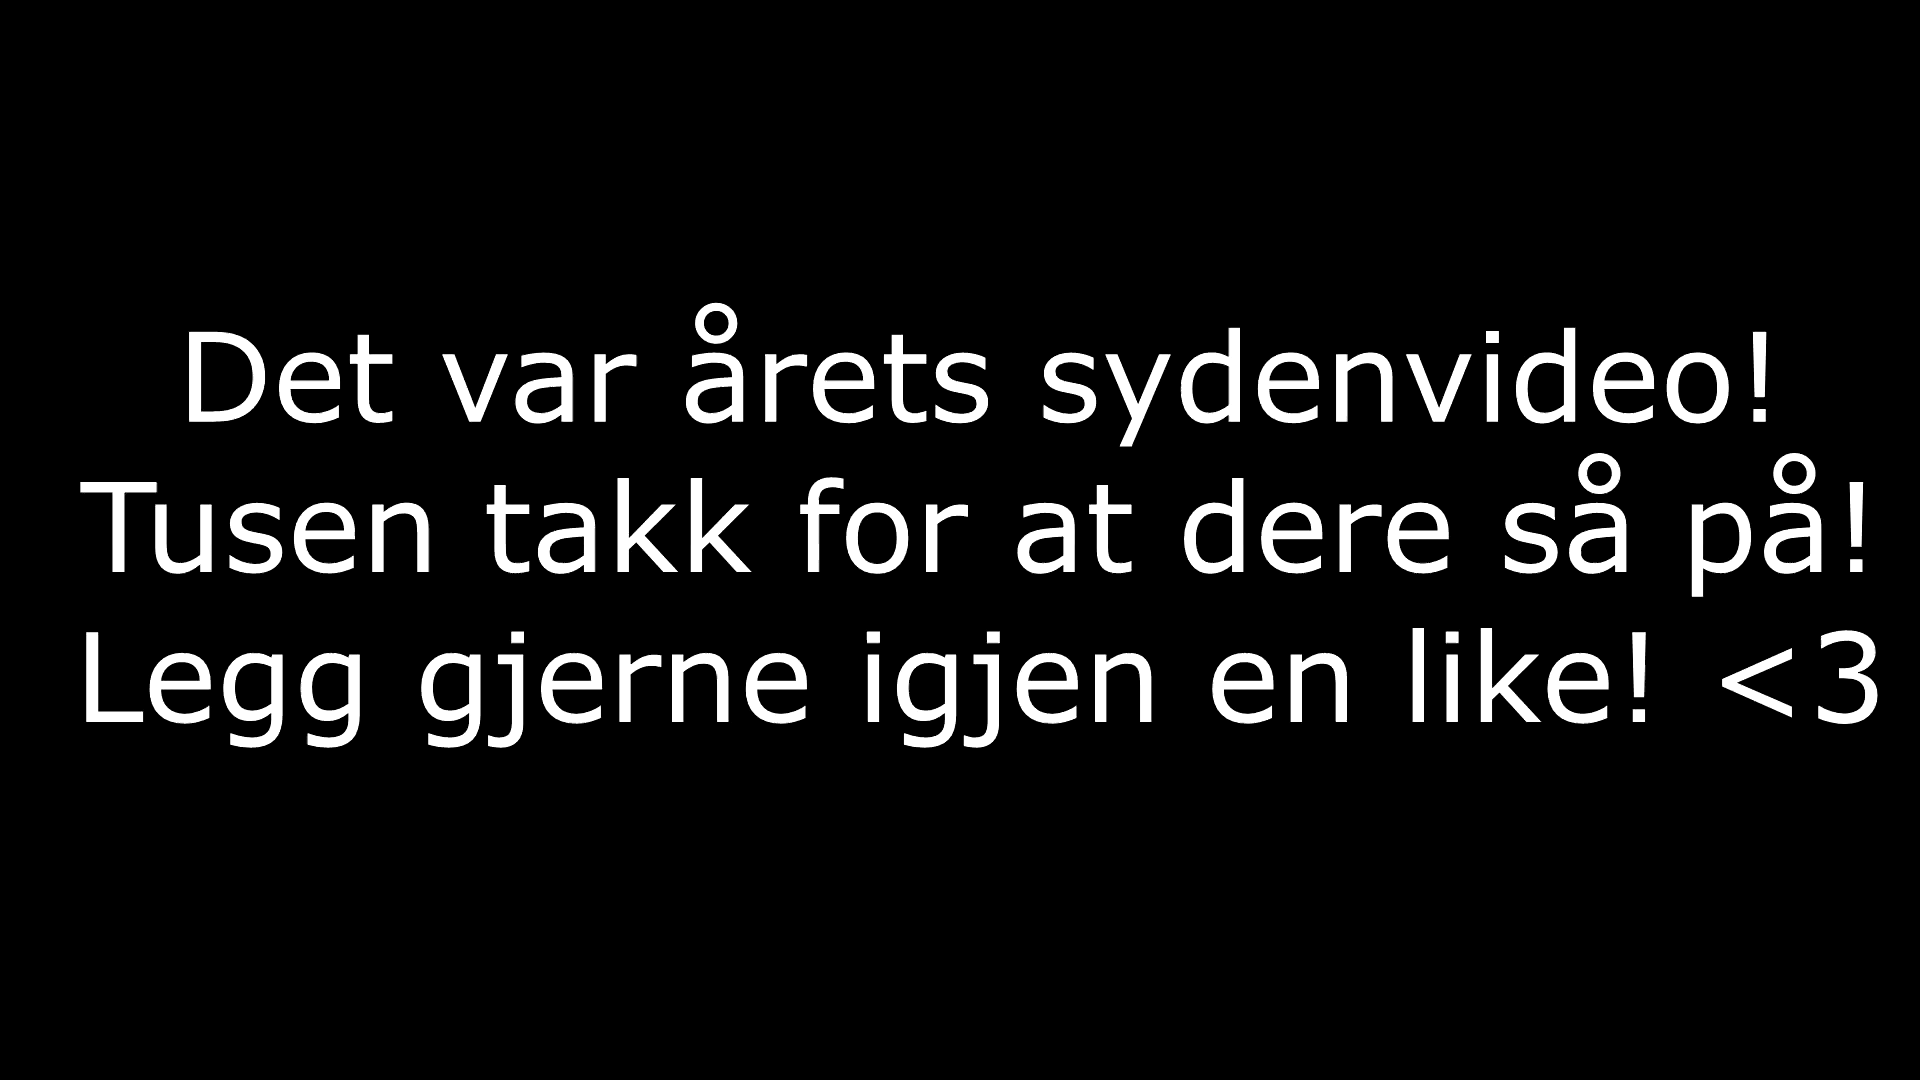 Det var årets sydenvideo!
Tusen takk for at dere så på!
Legg gjerne igjen en like! <3